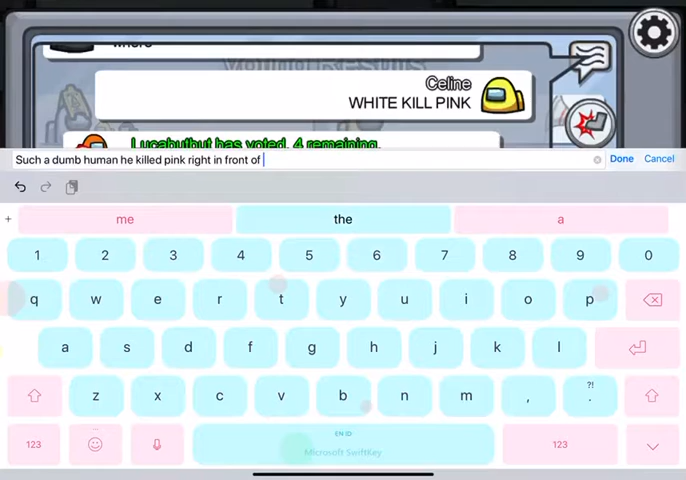 where
Voting Results
Celine
WHITE KILL PINK
Lucabutbut has voted. 4 remaining.
Such a dumb human he killed pink right in front of
Done
Cancel
+
me
the
a
1 2 3 4 5 6 7 8 9 0
q w e r t y u i o p
a s d f g h j k l
z x c v b n m , ?! .
123
EN ID
Microsoft SwiftKey
123